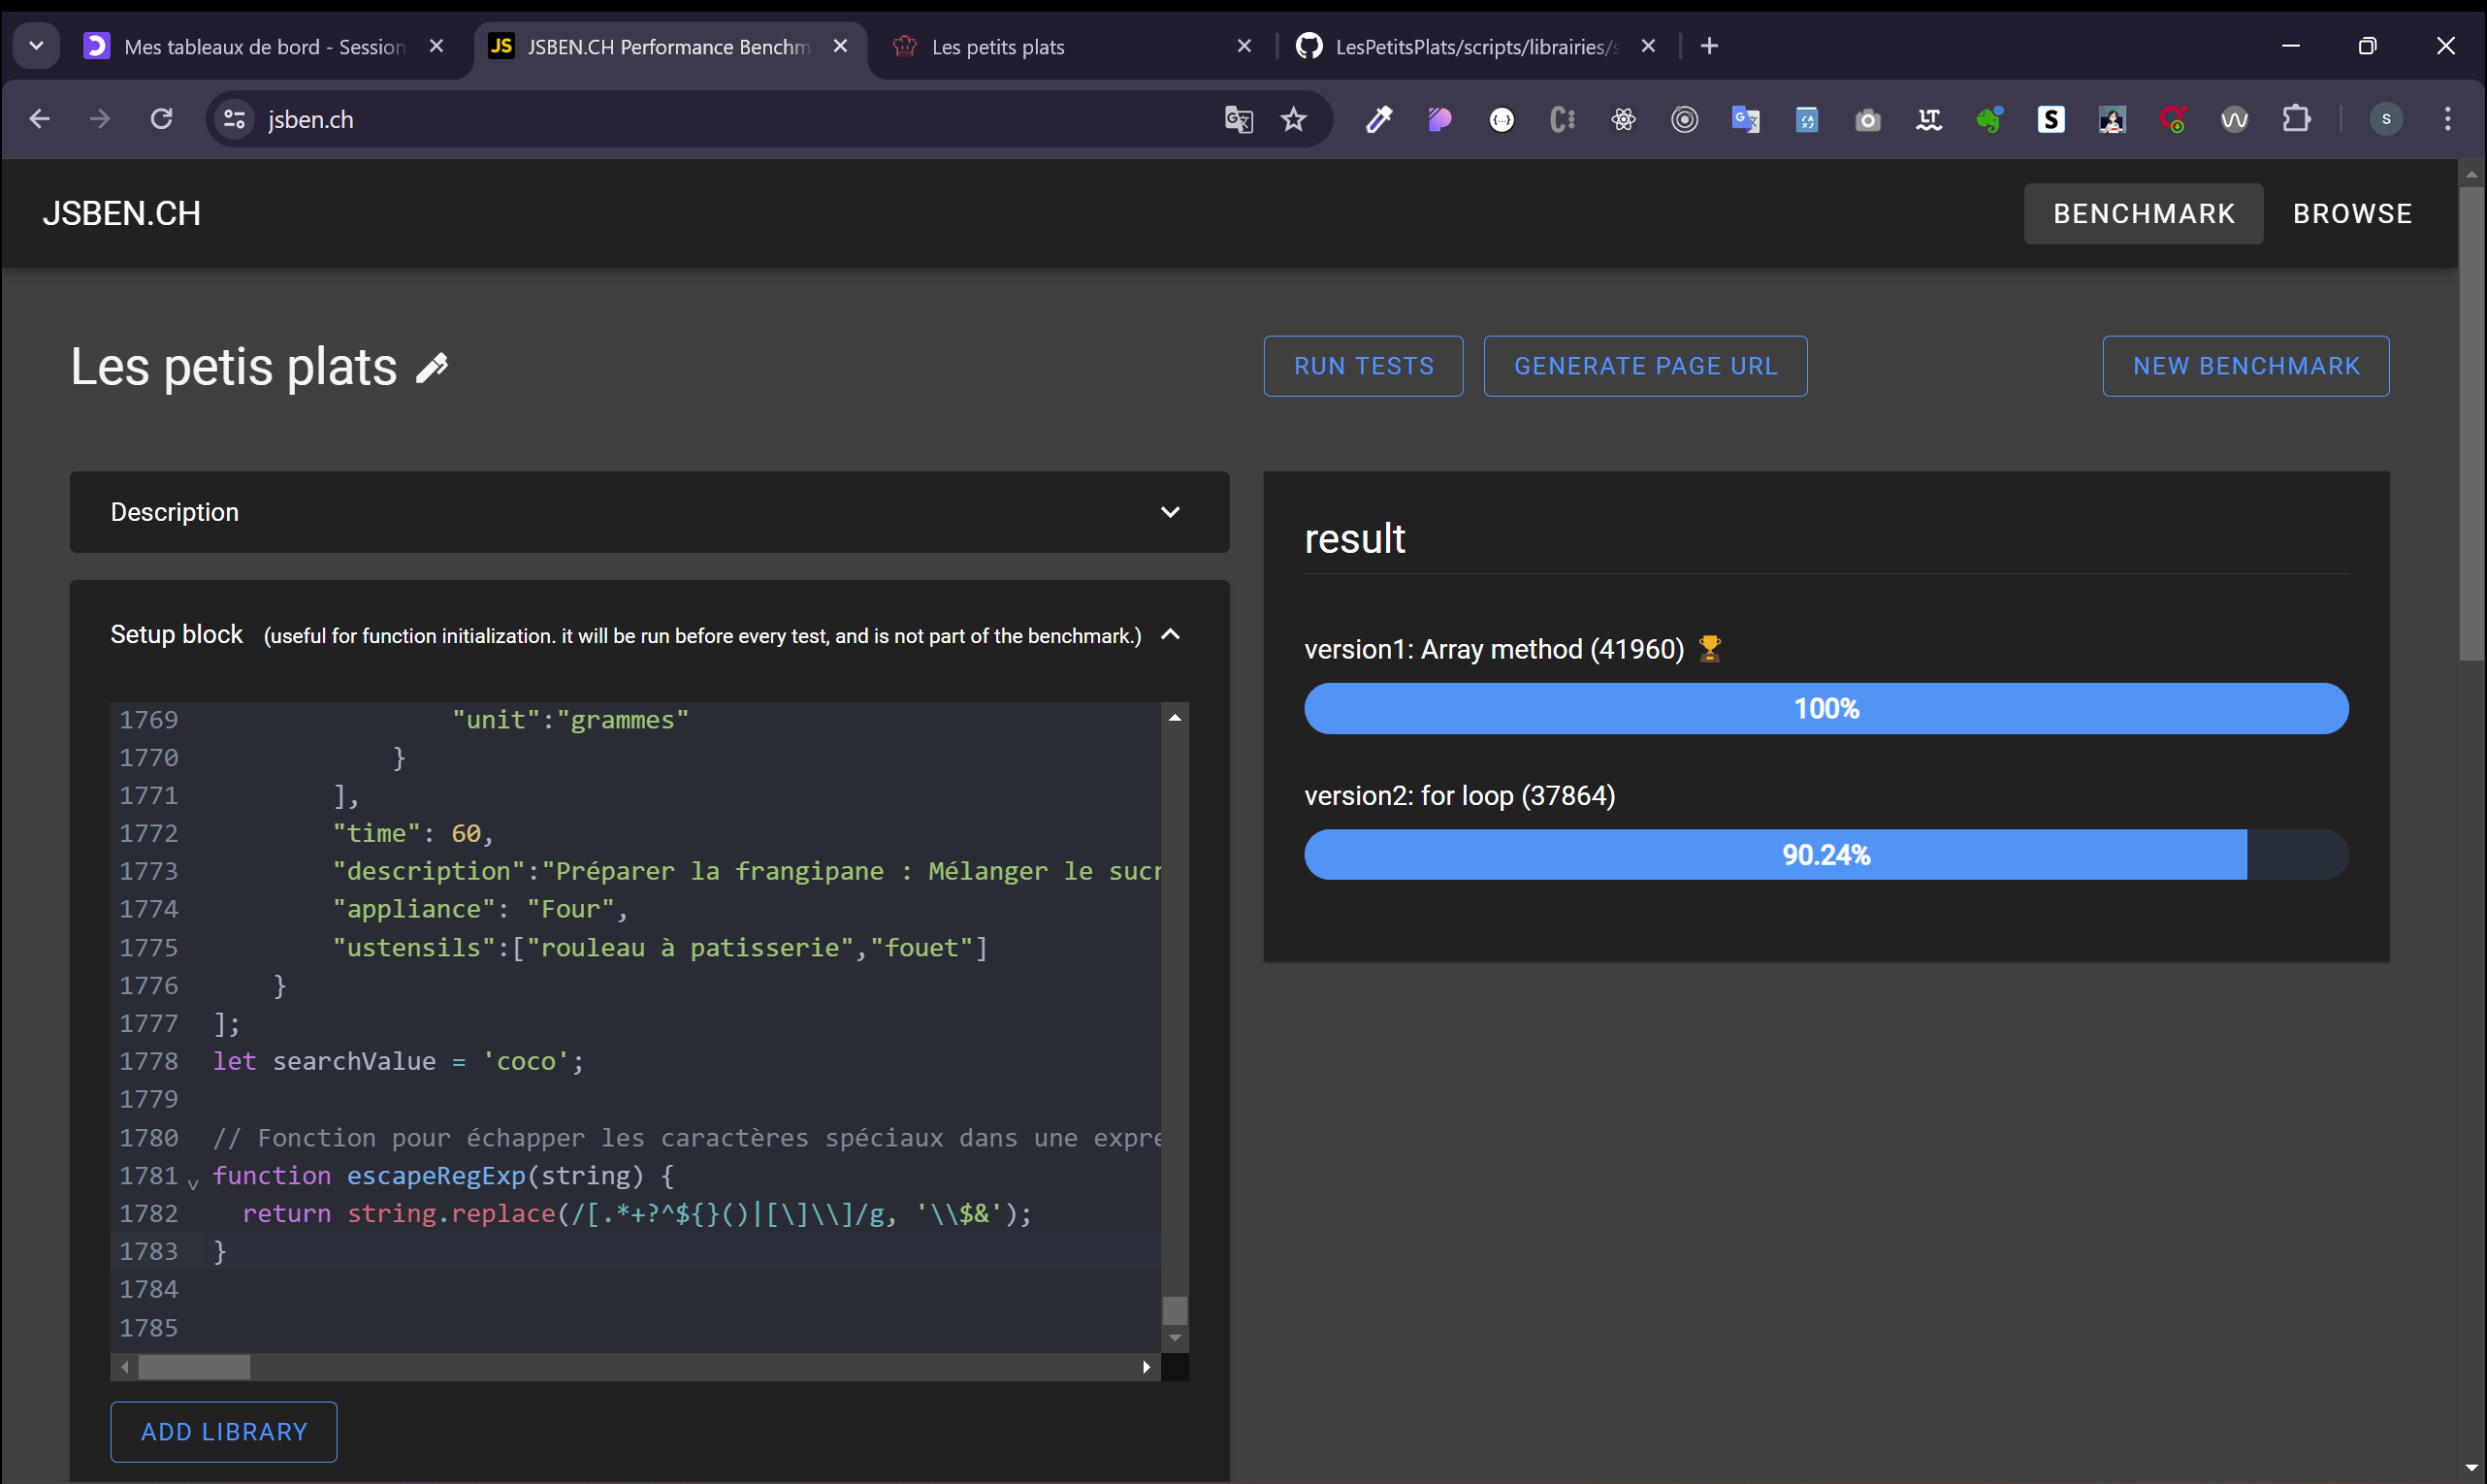 Mes tableaux de bord - Session
JSBEN.CH Performance Benchm
Les petits plats
LesPetitsPlats/scripts/librairies/s
jsben.ch
JSBEN.CH
BENCHMARK
BROWSE
Les petis plats
RUN TESTS
GENERATE PAGE URL
NEW BENCHMARK
Description
Setup block (useful for function initialization. it will be run before every test, and is not part of the benchmark.)
1769 "unit":"grammes"
1770 }
1771 ],
1772 "time": 60,
1773 "description":"Préparer la frangipane : Mélanger le sucr
1774 "appliance": "Four",
1775 "ustensils":["rouleau à patisserie","fouet"]
1776 }
1777 ];
1778 let searchValue = 'coco';
1779
1780 // Fonction pour échapper les caractères spéciaux dans une expre
1781 function escapeRegExp(string) {
1782 return string.replace(/[.*+?^${}()|[\]\\]/g, '\\$&');
1783 }
1784
1785
ADD LIBRARY
result
version1: Array method (41960)
100%
version2: for loop (37864)
90.24%